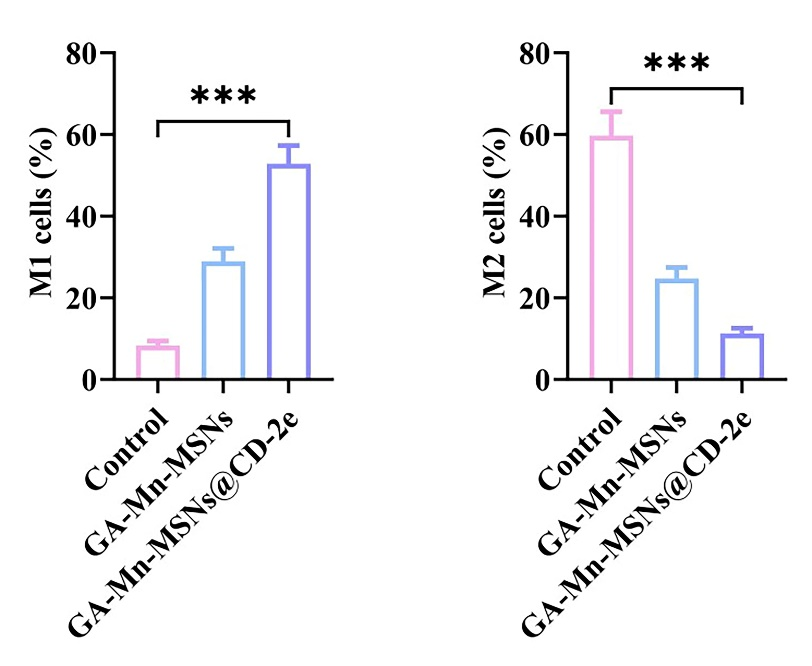 M1 cells (%)
80
60
40
20
0
***
Control
GA-Mn-MSNs
GA-Mn-MSNs@CD-2e
M2 cells (%)
80
60
40
20
0
***
Control
GA-Mn-MSNs
GA-Mn-MSNs@CD-2e